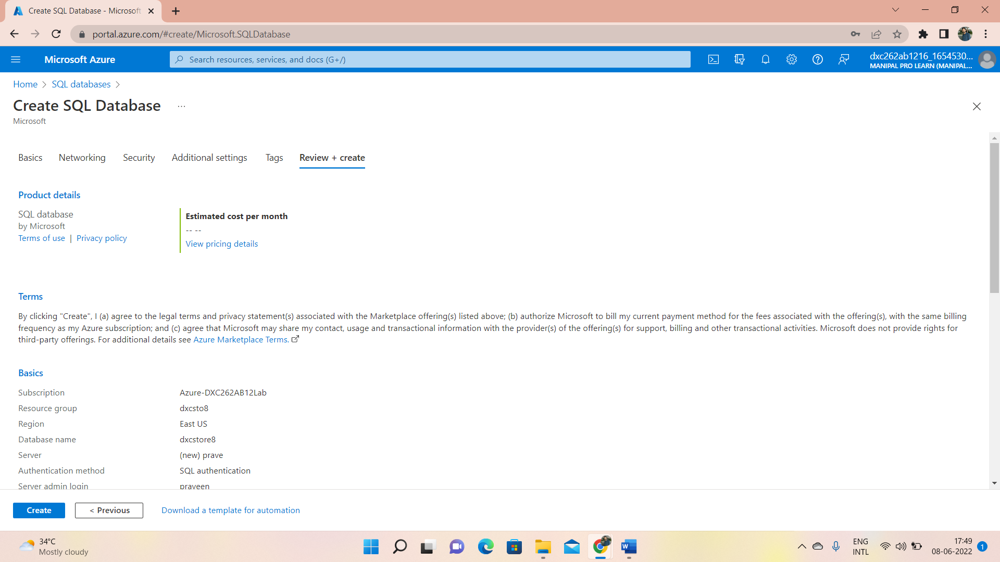 Create SQL Database - Microsoft
portal.azure.com/#create/Microsoft.SQLDatabase
Microsoft Azure
Search resources, services, and docs (G+/)
dxc262ab1216_1654530...
MANIPAL PRO LEARN (MANIPAL...
Home > SQL databases >
Create SQL Database ...
Microsoft
Basics Networking Security Additional settings Tags Review + create
Product details
SQL database
by Microsoft
Terms of use | Privacy policy
Estimated cost per month
-- --
View pricing details
Terms
By clicking "Create", I (a) agree to the legal terms and privacy statement(s) associated with the Marketplace offering(s) listed above; (b) authorize Microsoft to bill my current payment method for the fees associated with the offering(s), with the same billing
frequency as my Azure subscription; and (c) agree that Microsoft may share my contact, usage and transactional information with the provider(s) of the offering(s) for support, billing and other transactional activities. Microsoft does not provide rights for
third-party offerings. For additional details see Azure Marketplace Terms.
Basics
Subscription Azure-DXC262AB12Lab
Resource group dxcsto8
Region East US
Database name dxcstore8
Server (new) prave
Authentication method SQL authentication
Server admin login praveen
Create
< Previous
Download a template for automation
34°C
Mostly cloudy
ENG
INTL
17:49
08-06-2022
1